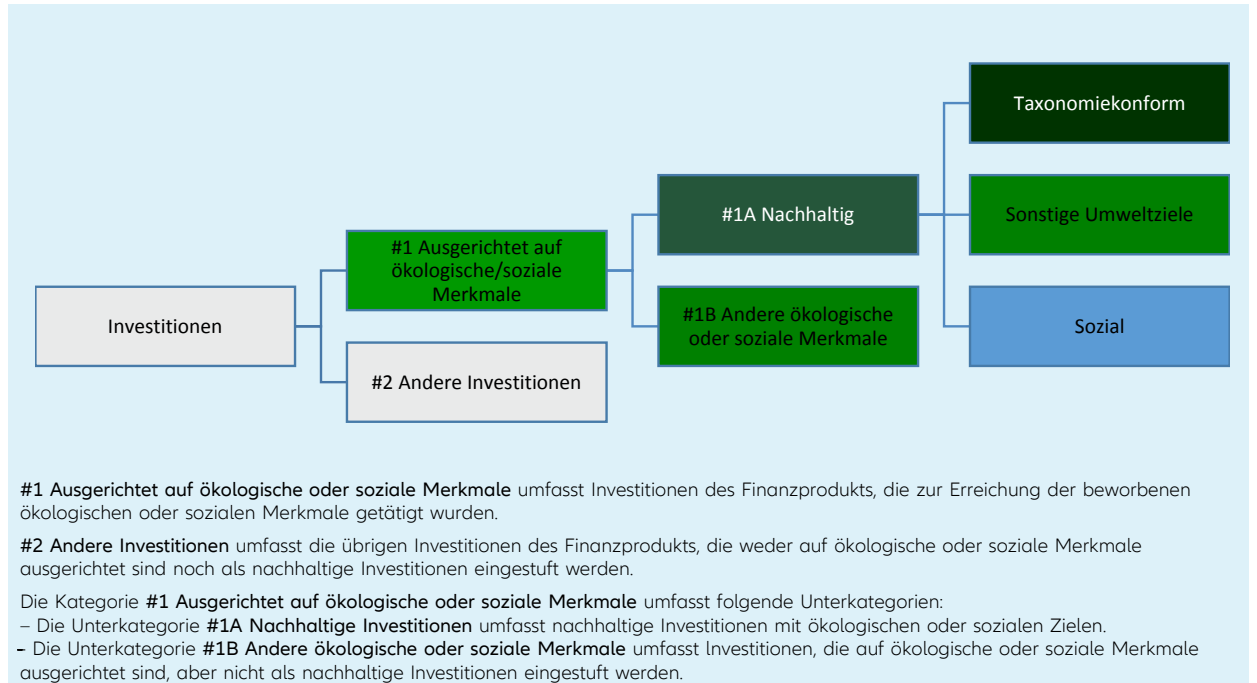 Taxonomiekonform
#1A Nachhaltig
Sonstige Umweltziele
#1 Ausgerichtet auf
ökologische/soziale
Merkmale
Investitionen
#1B Andere ökologische
oder soziale Merkmale
Sozial
#2 Andere Investitionen
#1 Ausgerichtet auf ökologische oder soziale Merkmale umfasst Investitionen des Finanzprodukts, die zur Erreichung der beworbenen
ökologischen oder sozialen Merkmale getätigt wurden.
#2 Andere Investitionen umfasst die übrigen Investitionen des Finanzprodukts, die weder auf ökologische oder soziale Merkmale
ausgerichtet sind noch als nachhaltige Investitionen eingestuft werden.
Die Kategorie #1 Ausgerichtet auf ökologische oder soziale Merkmale umfasst folgende Unterkategorien:
– Die Unterkategorie #1A Nachhaltige Investitionen umfasst nachhaltige Investitionen mit ökologischen oder sozialen Zielen.
- Die Unterkategorie #1B Andere ökologische oder soziale Merkmale umfasst Investitionen, die auf ökologische oder soziale Merkmale
ausgerichtet sind, aber nicht als nachhaltige Investitionen eingestuft werden.